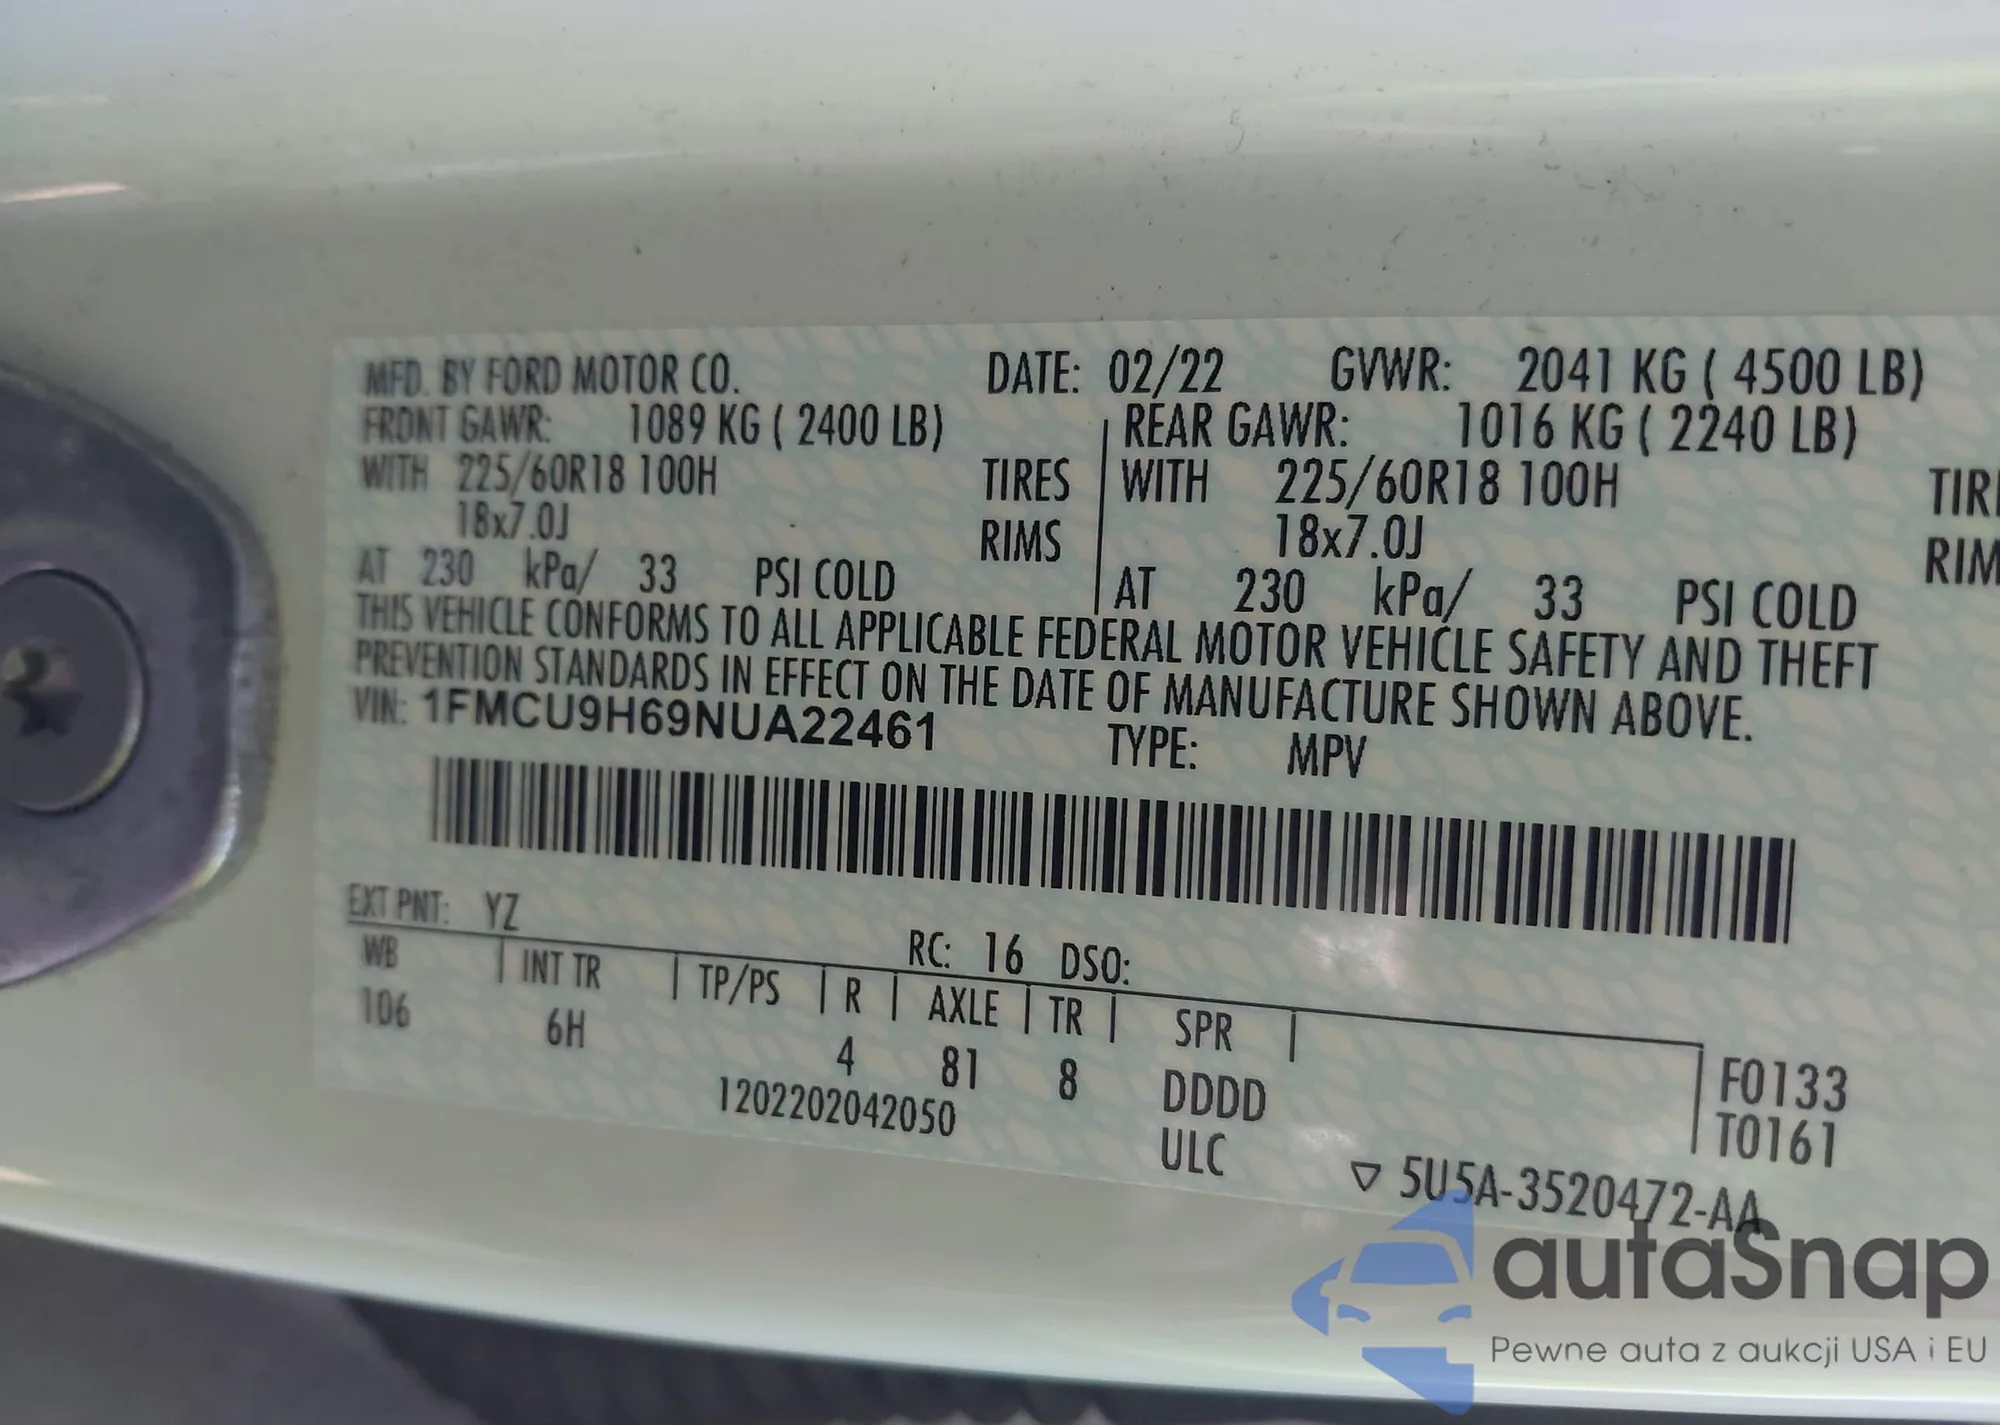 MFD. BY FORD MOTOR CO. DATE: 02/22 GVWR: 2041 KG ( 4500 LB)
FRONT GAWR: 1089 KG ( 2400 LB) REAR GAWR: 1016 KG ( 2240 LB)
WITH 225/60R18 100H TIRES WITH 225/60R18 100H TIR
18x7.0J RIMS 18x7.0J RIM
AT 230 kPa/ 33 PSI COLD AT 230 kPa/ 33 PSI COLD
THIS VEHICLE CONFORMS TO ALL APPLICABLE FEDERAL MOTOR VEHICLE SAFETY AND THEFT
PREVENTION STANDARDS IN EFFECT ON THE DATE OF MANUFACTURE SHOWN ABOVE.
VIN: 1FMCU9H69NUA22461 TYPE: MPV
EXT PNT: YZ RC: 16 DSO:
WB INT TR TP/PS R AXLE TR SPR
106 6H 4 81 8 DDDD F0133
1202202042050 ULC T0161
▽ 5U5A-3520472-AA
autaSnap
Pewne auta z aukcji USA i EU